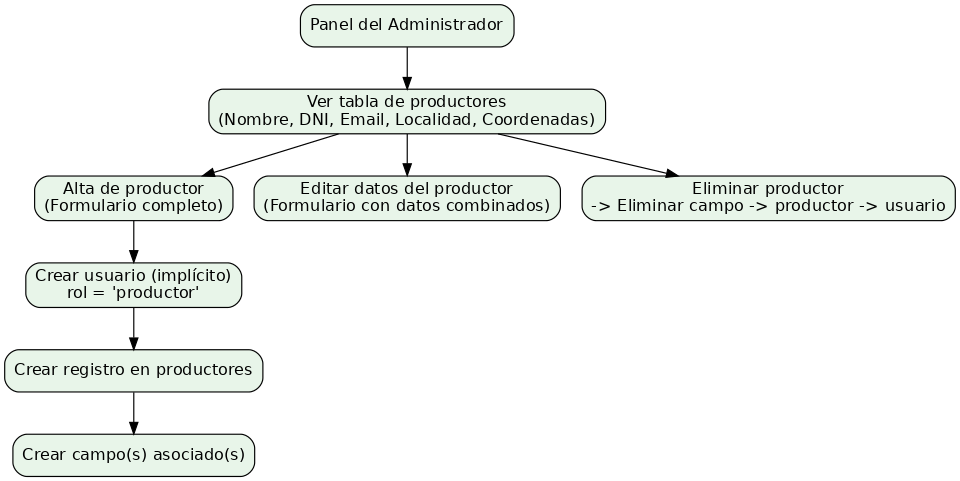 Panel del Administrador
Ver tabla de productores
(Nombre, DNI, Email, Localidad, Coordenadas)
Alta de productor
(Formulario completo)
Editar datos del productor
(Formulario con datos combinados)
Eliminar productor
-> Eliminar campo -> productor -> usuario
Crear usuario (implícito)
rol = 'productor'
Crear registro en productores
Crear campo(s) asociado(s)